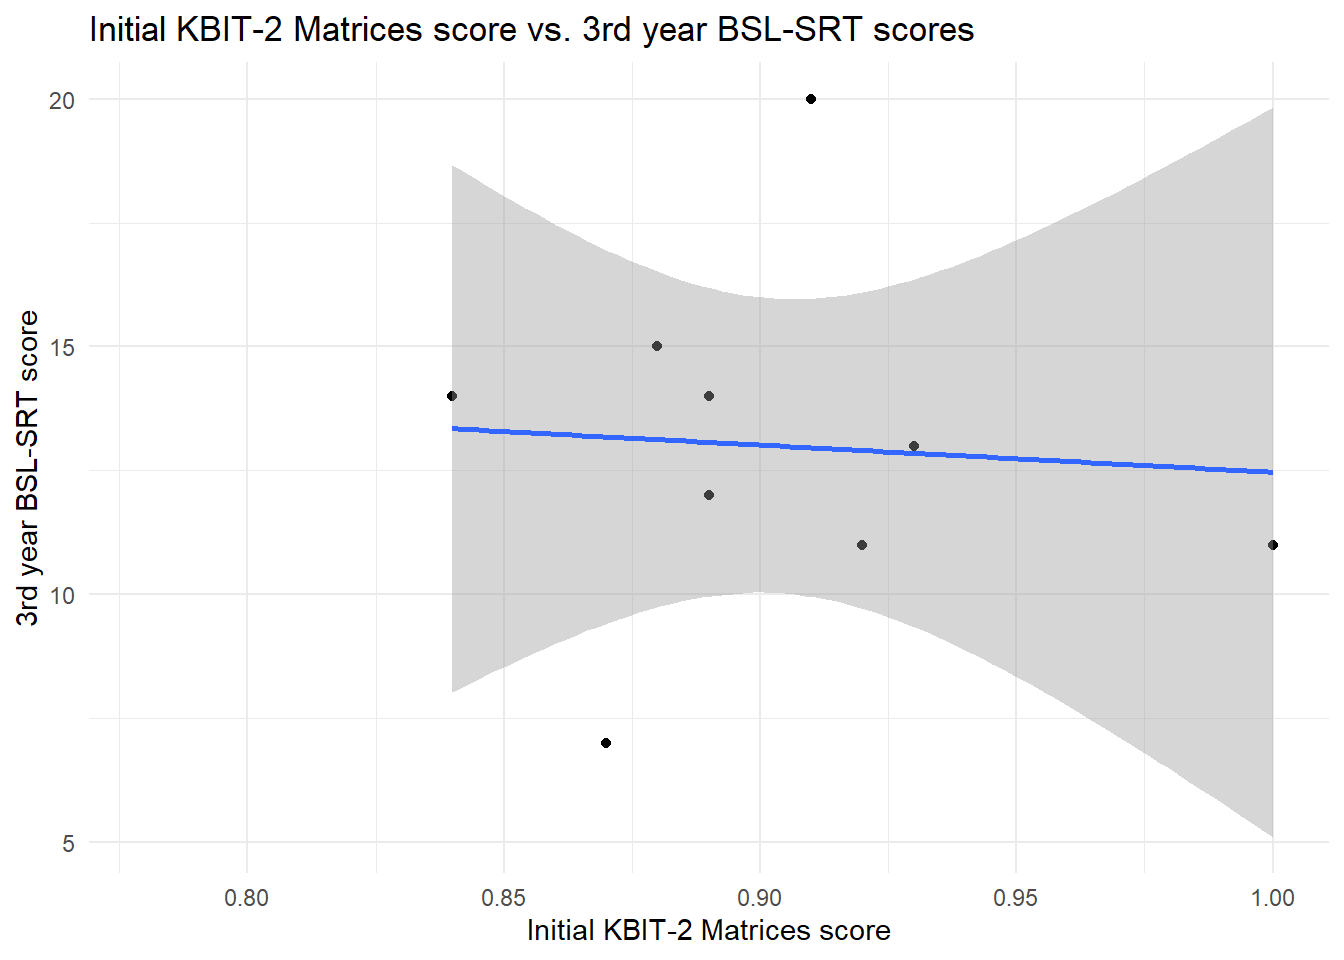 Initial KBIT-2 Matrices score vs. 3rd year BSL-SRT scores
20
15
10
5
3rd year BSL-SRT score
0.80 0.85 0.90 0.95 1.00
Initial KBIT-2 Matrices score